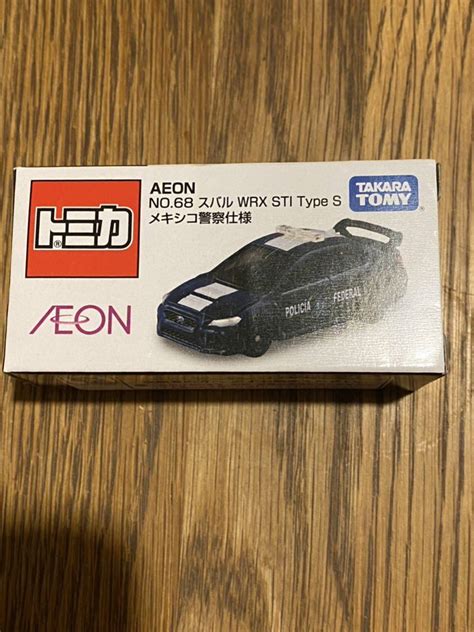 AEON
NO.68 スバル WRX STI Type S
メキシコ警察仕様
TAKARA
TOMY
トミカ
®
ÆON
POLICIA FEDERAL